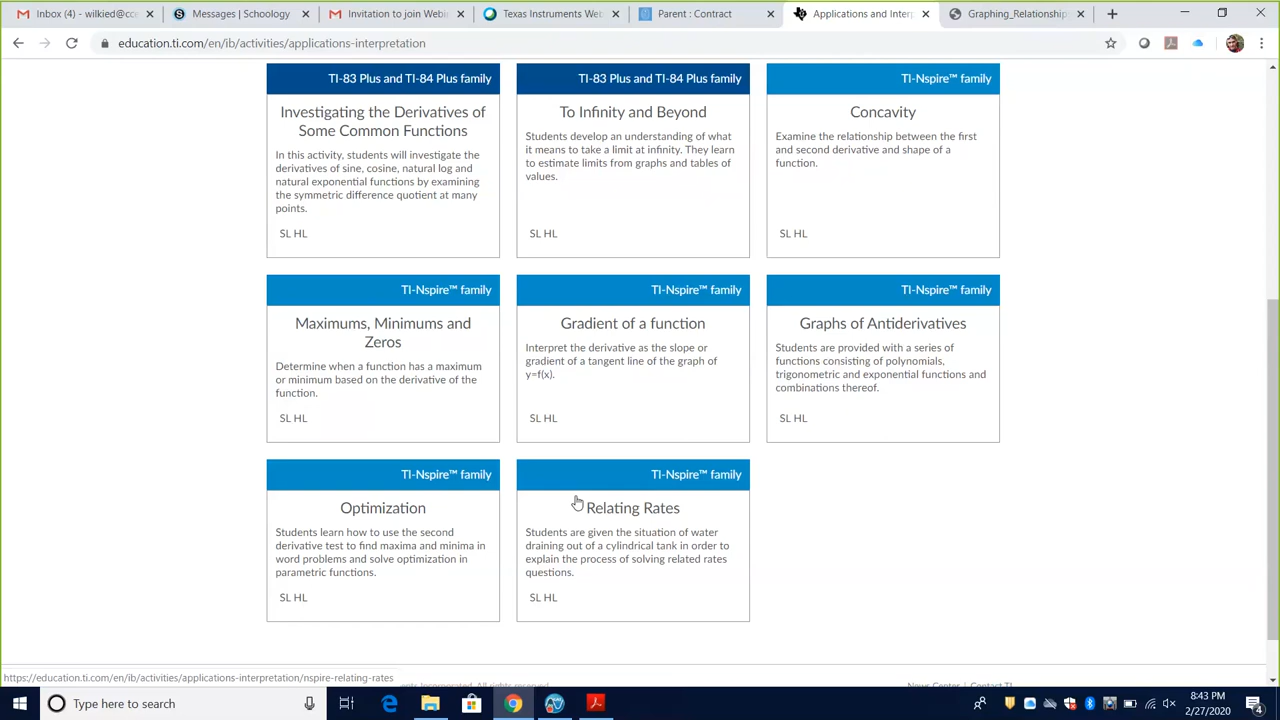 Inbox (4) - wilkied@cce
Messages | Schoology
Invitation to join Webin
Texas Instruments Web
Parent : Contract
Applications and Interp
Graphing_Relationship
education.ti.com/en/ib/activities/applications-interpretation
TI-83 Plus and TI-84 Plus family
Investigating the Derivatives of
Some Common Functions
In this activity, students will investigate the
derivatives of sine, cosine, natural log and
natural exponential functions by examining
the symmetric difference quotient at many
points.
SL HL
TI-83 Plus and TI-84 Plus family
To Infinity and Beyond
Students develop an understanding of what
it means to take a limit at infinity. They learn
to estimate limits from graphs and tables of
values.
SL HL
TI-Nspire™ family
Concavity
Examine the relationship between the first
and second derivative and shape of a
function.
SL HL
TI-Nspire™ family
Maximums, Minimums and
Zeros
Determine when a function has a maximum
or minimum based on the derivative of the
function.
SL HL
TI-Nspire™ family
Gradient of a function
Interpret the derivative as the slope or
gradient of a tangent line of the graph of
y=f(x).
SL HL
TI-Nspire™ family
Graphs of Antiderivatives
Students are provided with a series of
functions consisting of polynomials,
trigonometric and exponential functions and
combinations thereof.
SL HL
TI-Nspire™ family
Optimization
Students learn how to use the second
derivative test to find maxima and minima in
word problems and solve optimization in
parametric functions.
SL HL
TI-Nspire™ family
Relating Rates
Students are given the situation of water
draining out of a cylindrical tank in order to
explain the process of solving related rates
questions.
SL HL
https://education.ti.com/en/ib/activities/applications-interpretation/nspire-relating-rates
ents Incorporated. All rights reserved.
News Center | Contact TI
Type here to search
8:43 PM
2/27/2020
4